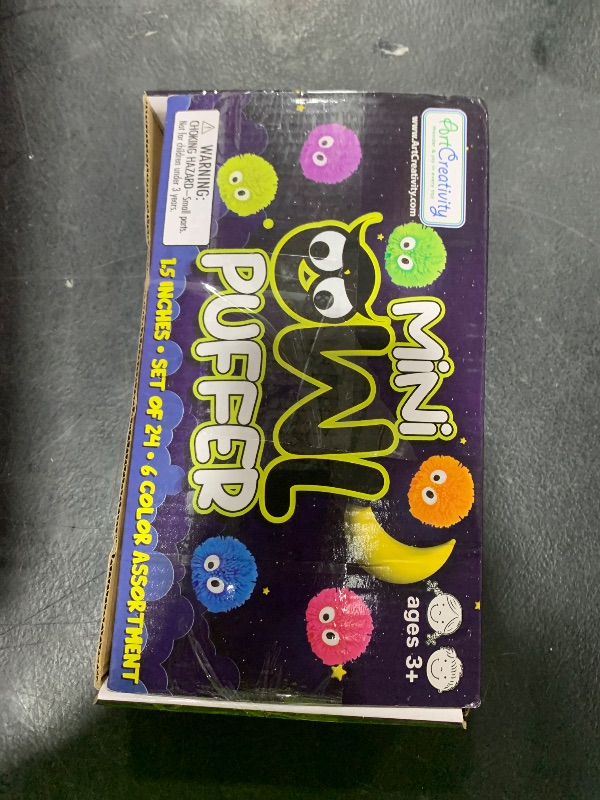 ArtCreativity
www.ArtCreativity.com
MiNi
OWL
PUFFER
ages 3+
WARNING:
CHOKING HAZARD—Small parts.
Not for children under 3 years.
1.5 INCHES • SET OF 24 • 6 COLOR ASSORTMENT